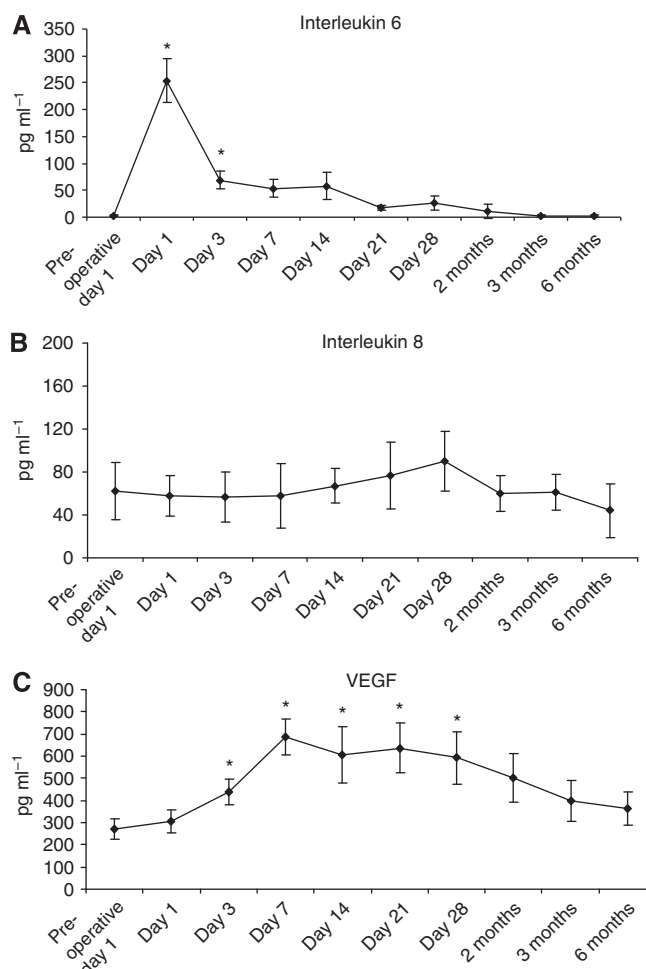 A
Interleukin 6
350
300
250
200
150
100
50
0
pg ml⁻¹
*
*
Pre-
operative
day 1
Day 1
Day 3
Day 7
Day 14
Day 21
Day 28
2 months
3 months
6 months
B
Interleukin 8
200
160
120
80
40
0
pg ml⁻¹
Pre-
operative
day 1
Day 1
Day 3
Day 7
Day 14
Day 21
Day 28
2 months
3 months
6 months
C
VEGF
900
800
700
600
500
400
300
200
100
0
pg ml⁻¹
*
*
*
*
*
Pre-
operative
day 1
Day 1
Day 3
Day 7
Day 14
Day 21
Day 28
2 months
3 months
6 months